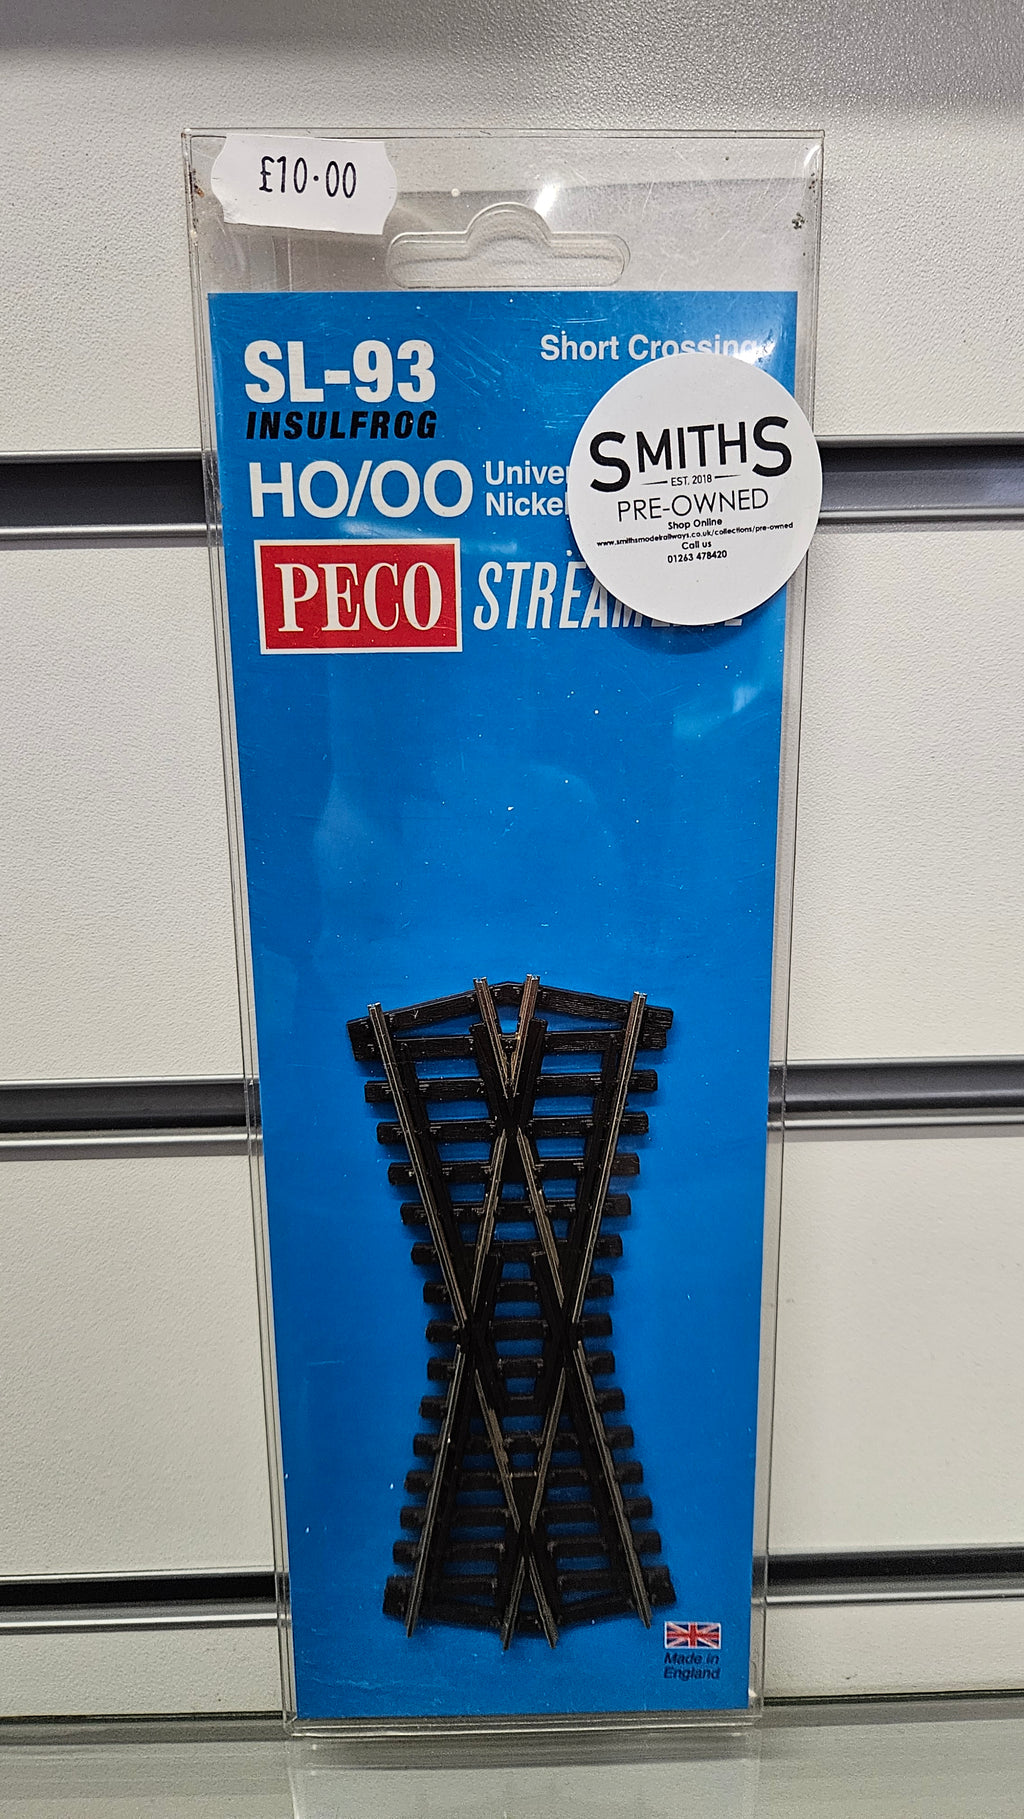 £10.00
SL-93
INSULFROG
Short Crossing
HO/OO
SMITHS
EST. 2018
PRE-OWNED
Shop Online
www.smithsmodelrailways.co.uk/collections/pre-owned
Call us
01263 478420
PECO
Made in
England